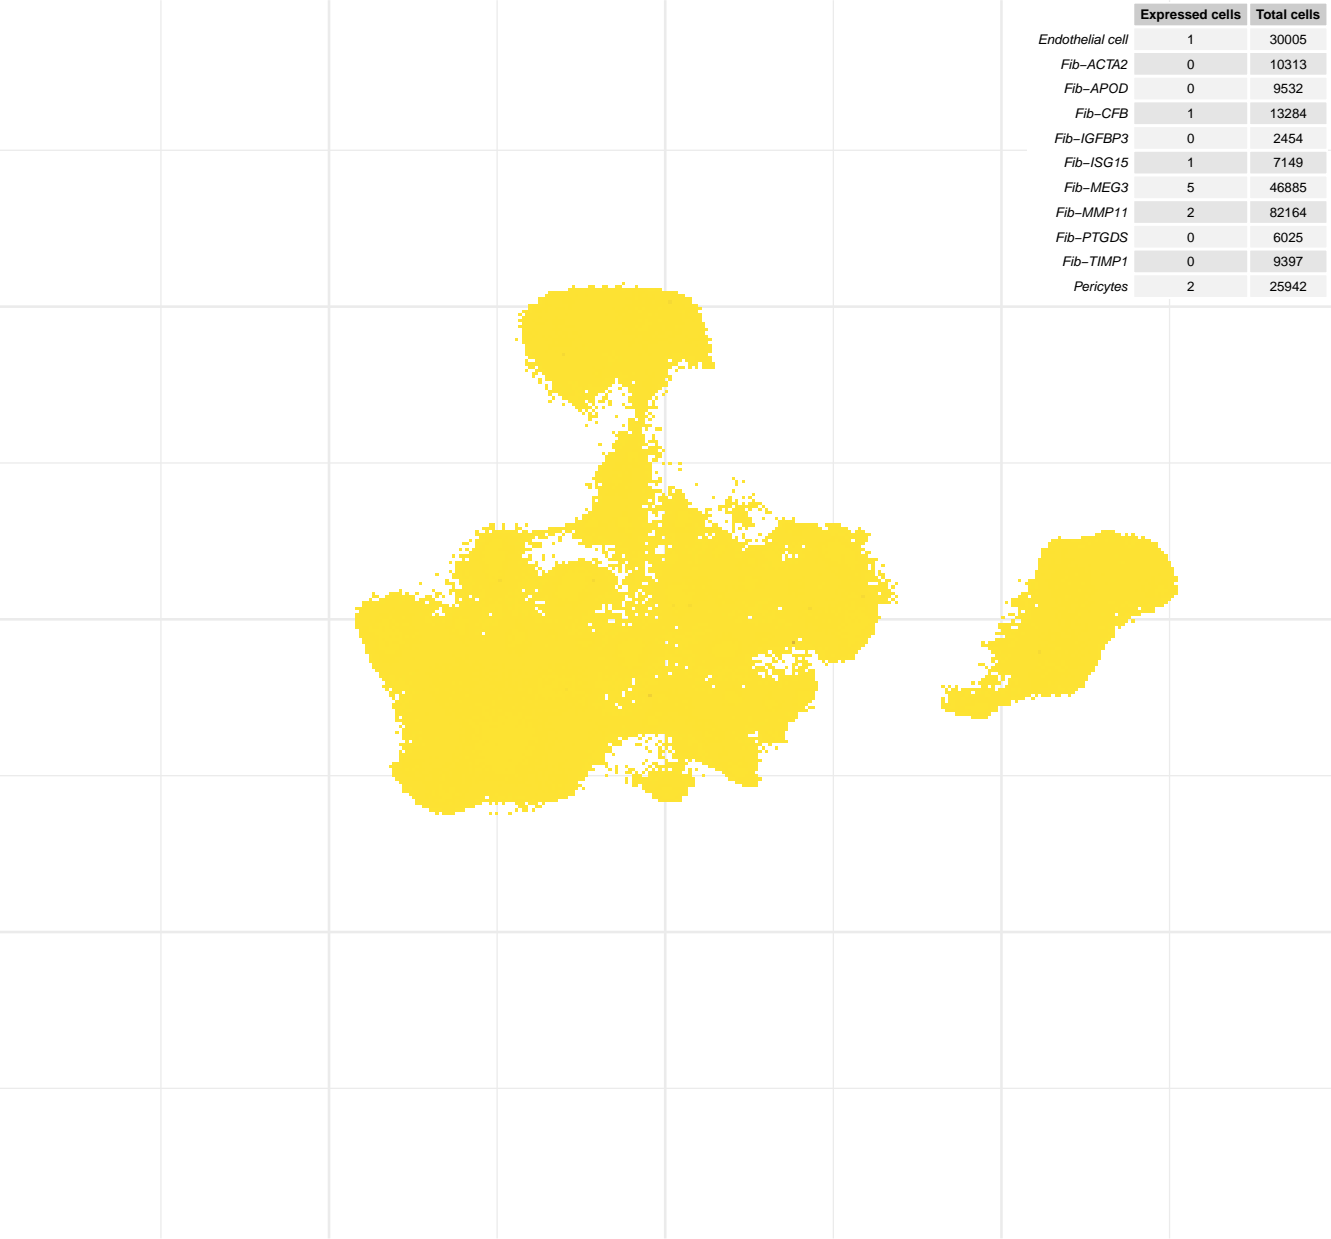 Expressed cells Total cells
Endothelial cell 1 30005
Fib−ACTA2 0 10313
Fib−APOD 0 9532
Fib−CFB 1 13284
Fib−IGFBP3 0 2454
Fib−ISG15 1 7149
Fib−MEG3 5 46885
Fib−MMP11 2 82164
Fib−PTGDS 0 6025
Fib−TIMP1 0 9397
Pericytes 2 25942